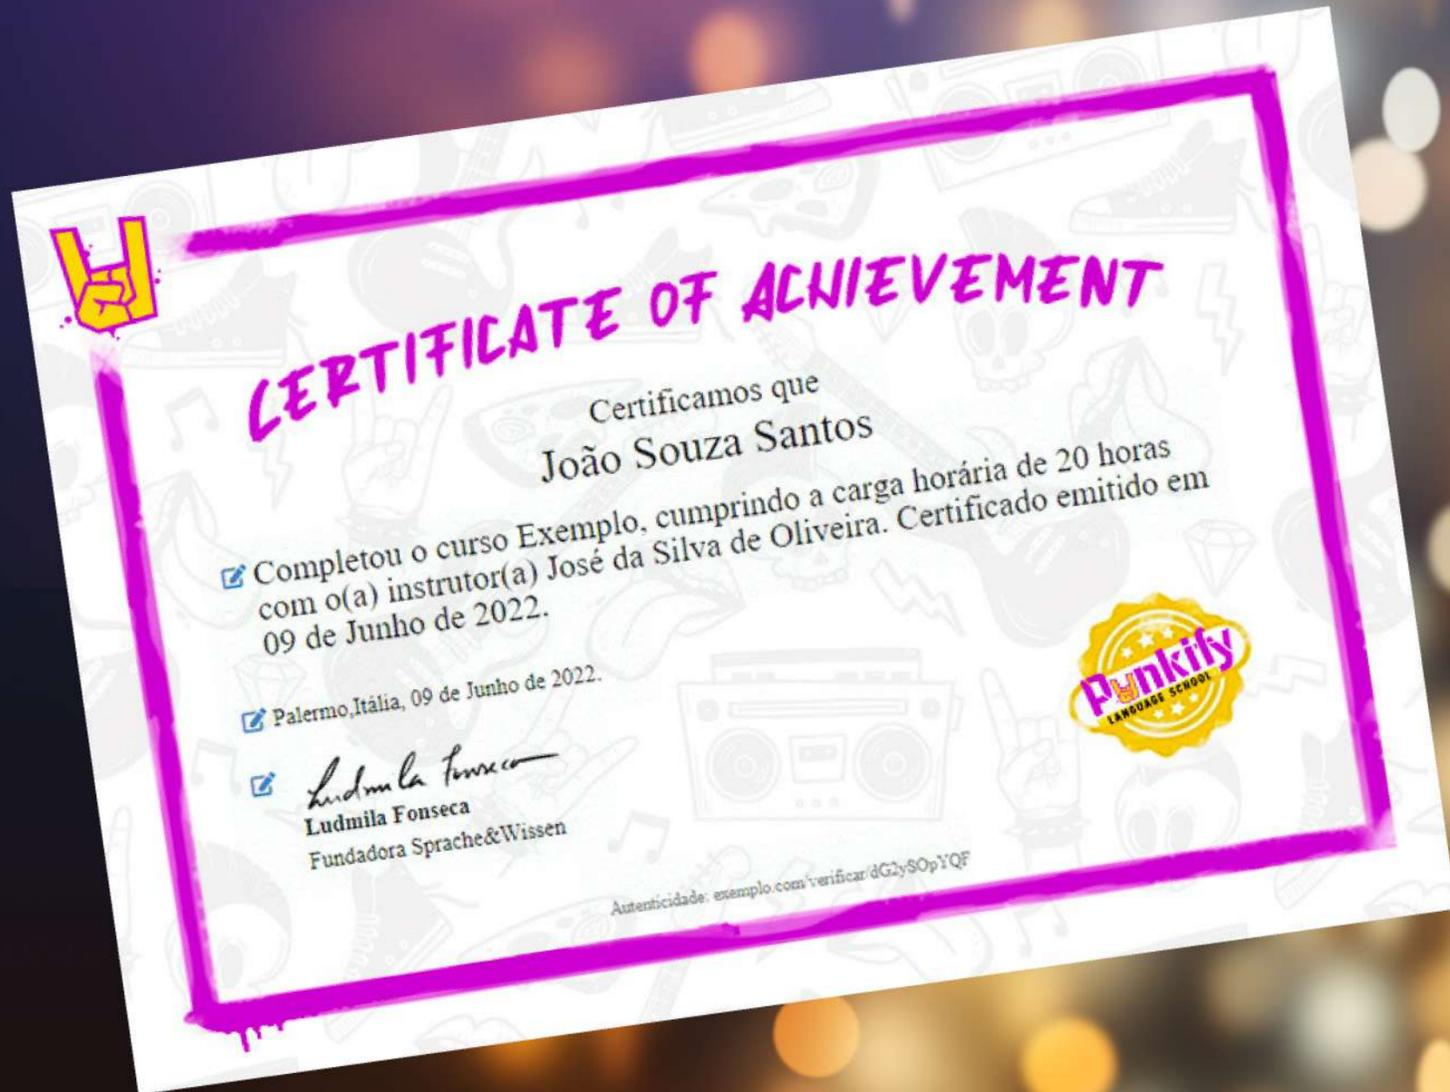 CERTIFICATE OF ACHIEVEMENT
Certificamos que
João Souza Santos
Completou o curso Exemplo, cumprindo a carga horária de 20 horas
com o(a) instrutor(a) José da Silva de Oliveira. Certificado emitido em
09 de Junho de 2022.
Palermo,Itália, 09 de Junho de 2022.
Ludmila Fonseca
Ludmila Fonseca
Fundadora Sprache&Wissen
Punkify
LANGUAGE SCHOOL
Autenticidade: exemplo.com/verificar/dG2ySOpYQF